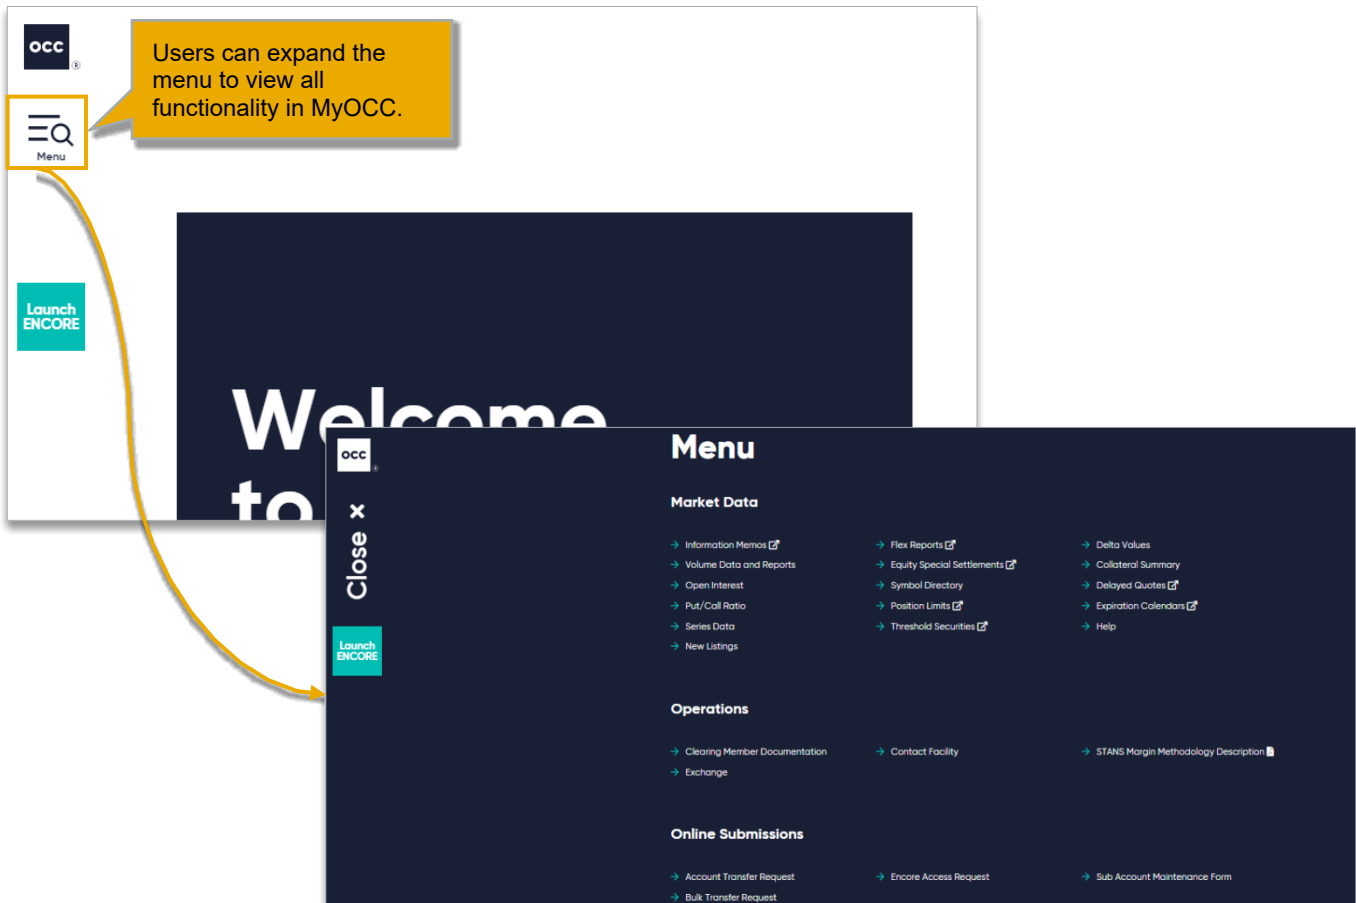 occ
®
Users can expand the
menu to view all
functionality in MyOCC.
Menu
Launch
ENCORE
Welcome
to
occ
®
Close ×
Launch
ENCORE
Menu
Market Data
Information Memos
Flex Reports
Delta Values
Volume Data and Reports
Equity Special Settlements
Collateral Summary
Open Interest
Symbol Directory
Delayed Quotes
Put/Call Ratio
Position Limits
Expiration Calendars
Series Data
Threshold Securities
Help
New Listings
Operations
Clearing Member Documentation
Contact Facility
STANS Margin Methodology Description
Exchange
Online Submissions
Account Transfer Request
Encore Access Request
Sub Account Maintenance Form
Bulk Transfer Request